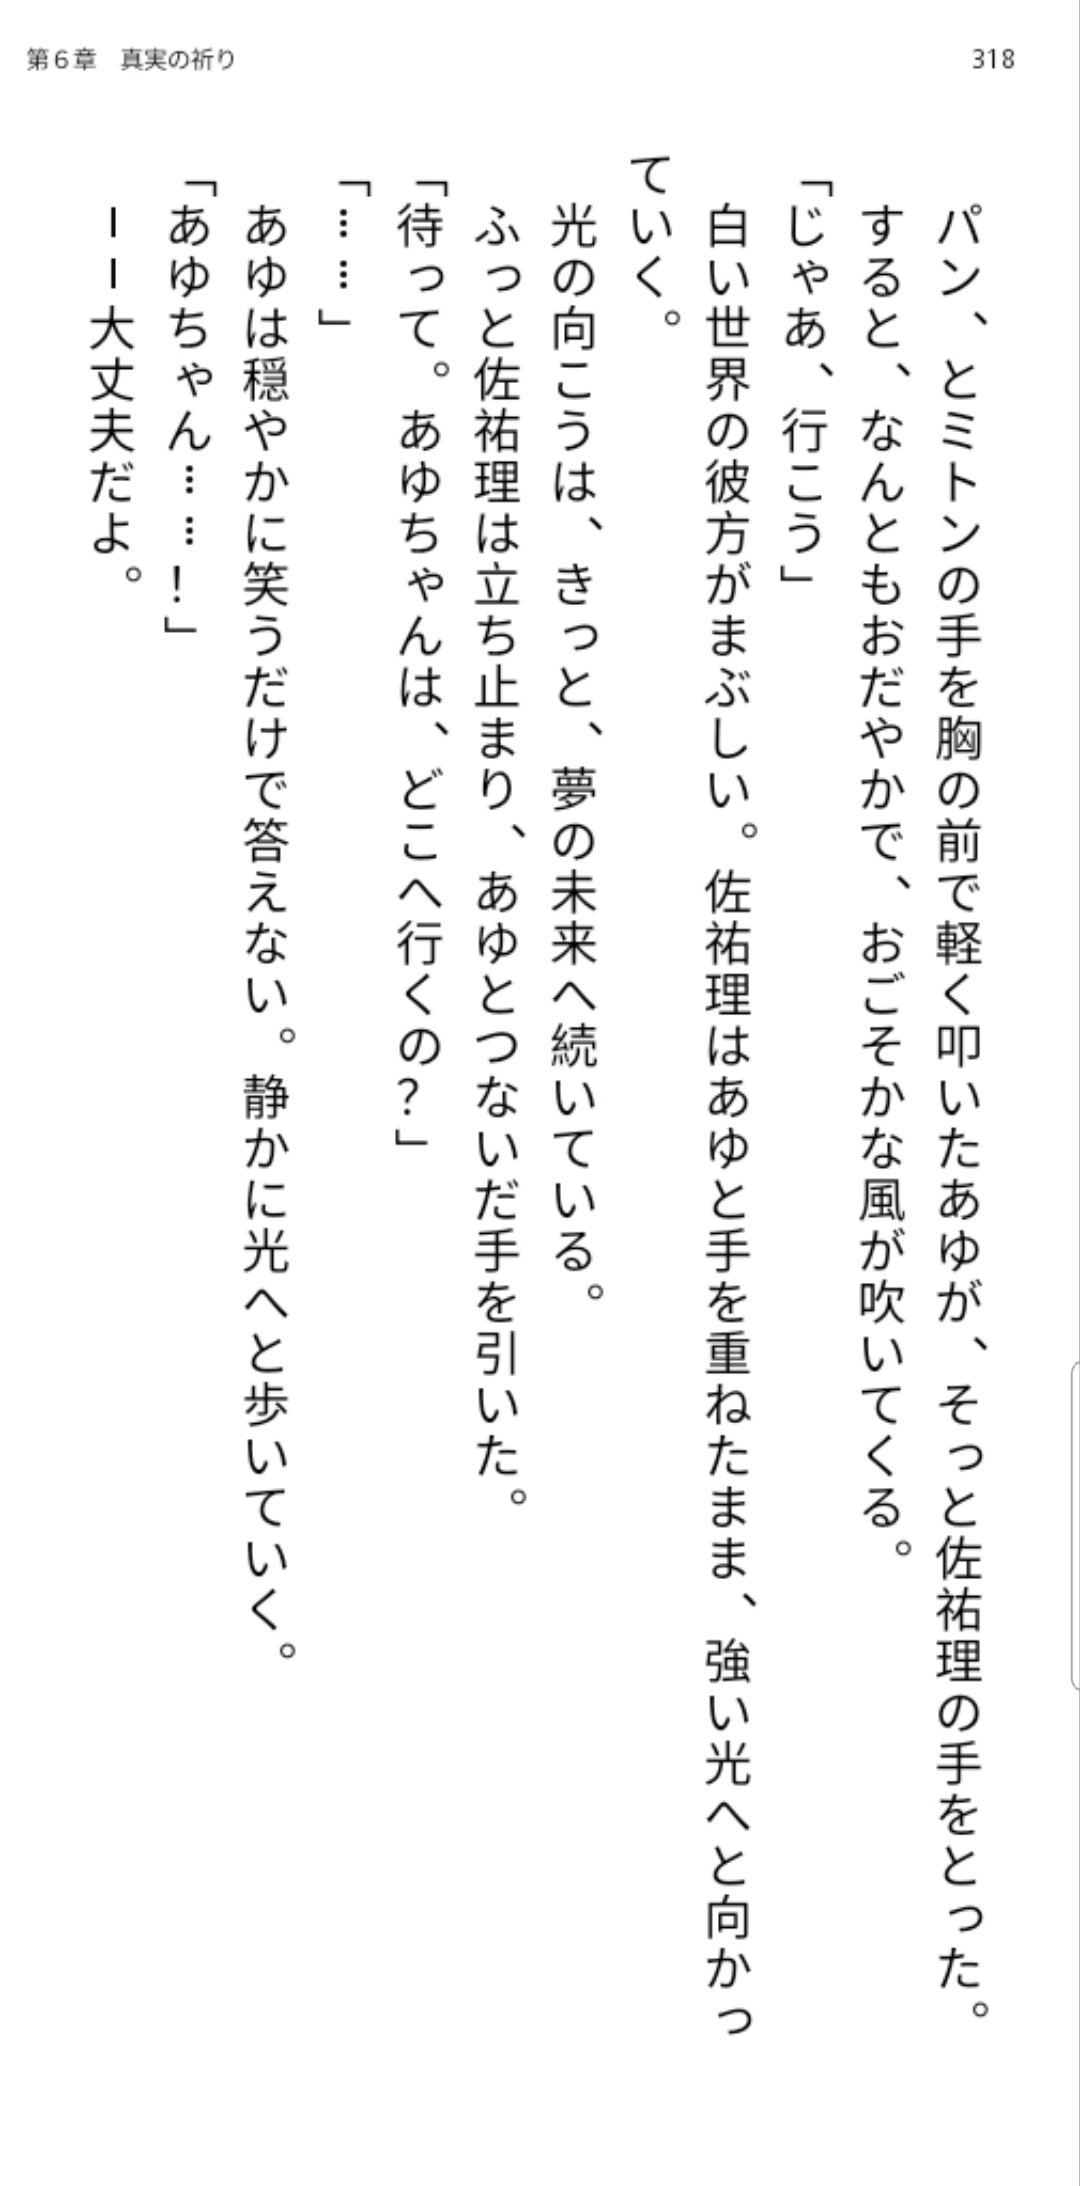 第６章　真実の祈り
318
　パン、とミトンの手を胸の前で軽く叩いたあゆが、そっと佐祐理の手をとった。
　すると、なんともおだやかで、おごそかな風が吹いてくる。
「じゃあ、行こう」
　白い世界の彼方がまぶしい。佐祐理はあゆと手を重ねたまま、強い光へと向かっ
ていく。
　光の向こうは、きっと、夢の未来へ続いている。
　ふっと佐祐理は立ち止まり、あゆとつないだ手を引いた。
「待って。あゆちゃんは、どこへ行くの？」
「……」
　あゆは穏やかに笑うだけで答えない。静かに光へと歩いていく。
「あゆちゃん……！」
　――大丈夫だよ。